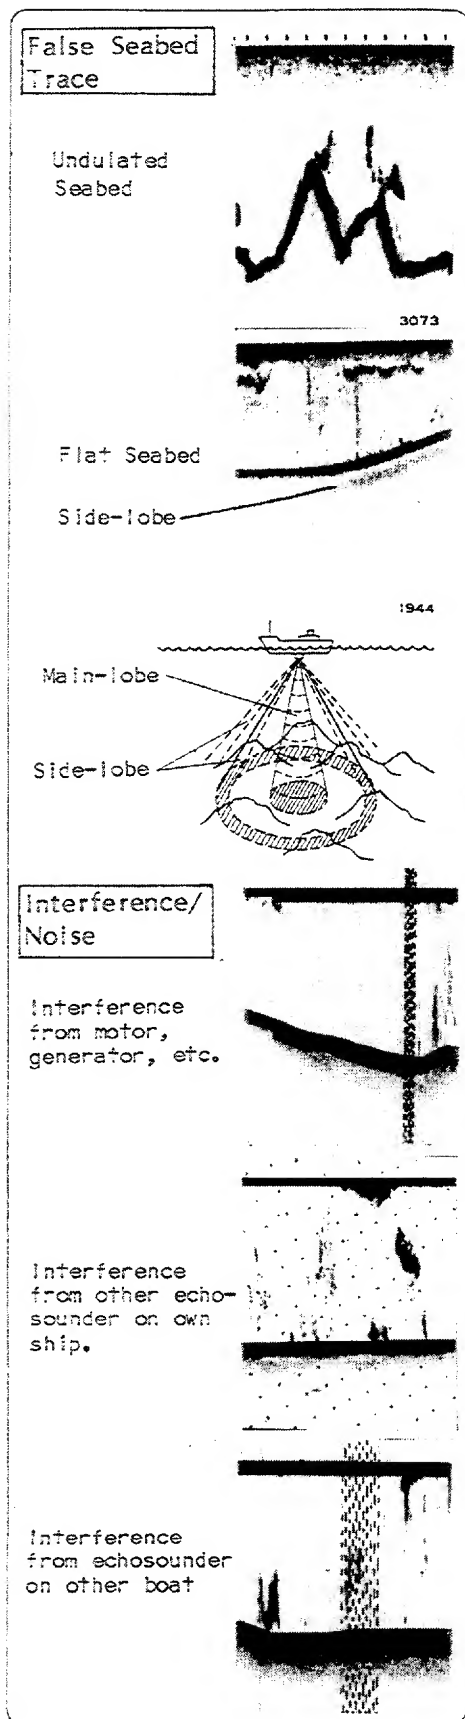 False Seabed
Trace
Undulated
Seabed
3073
Flat Seabed
Side-lobe
1944
Main-lobe
Side-lobe
Interference/
Noise
Interference
from motor,
generator, etc.
Interference
from other echo-
sounder on own
ship.
Interference
from echosounder
on other boat